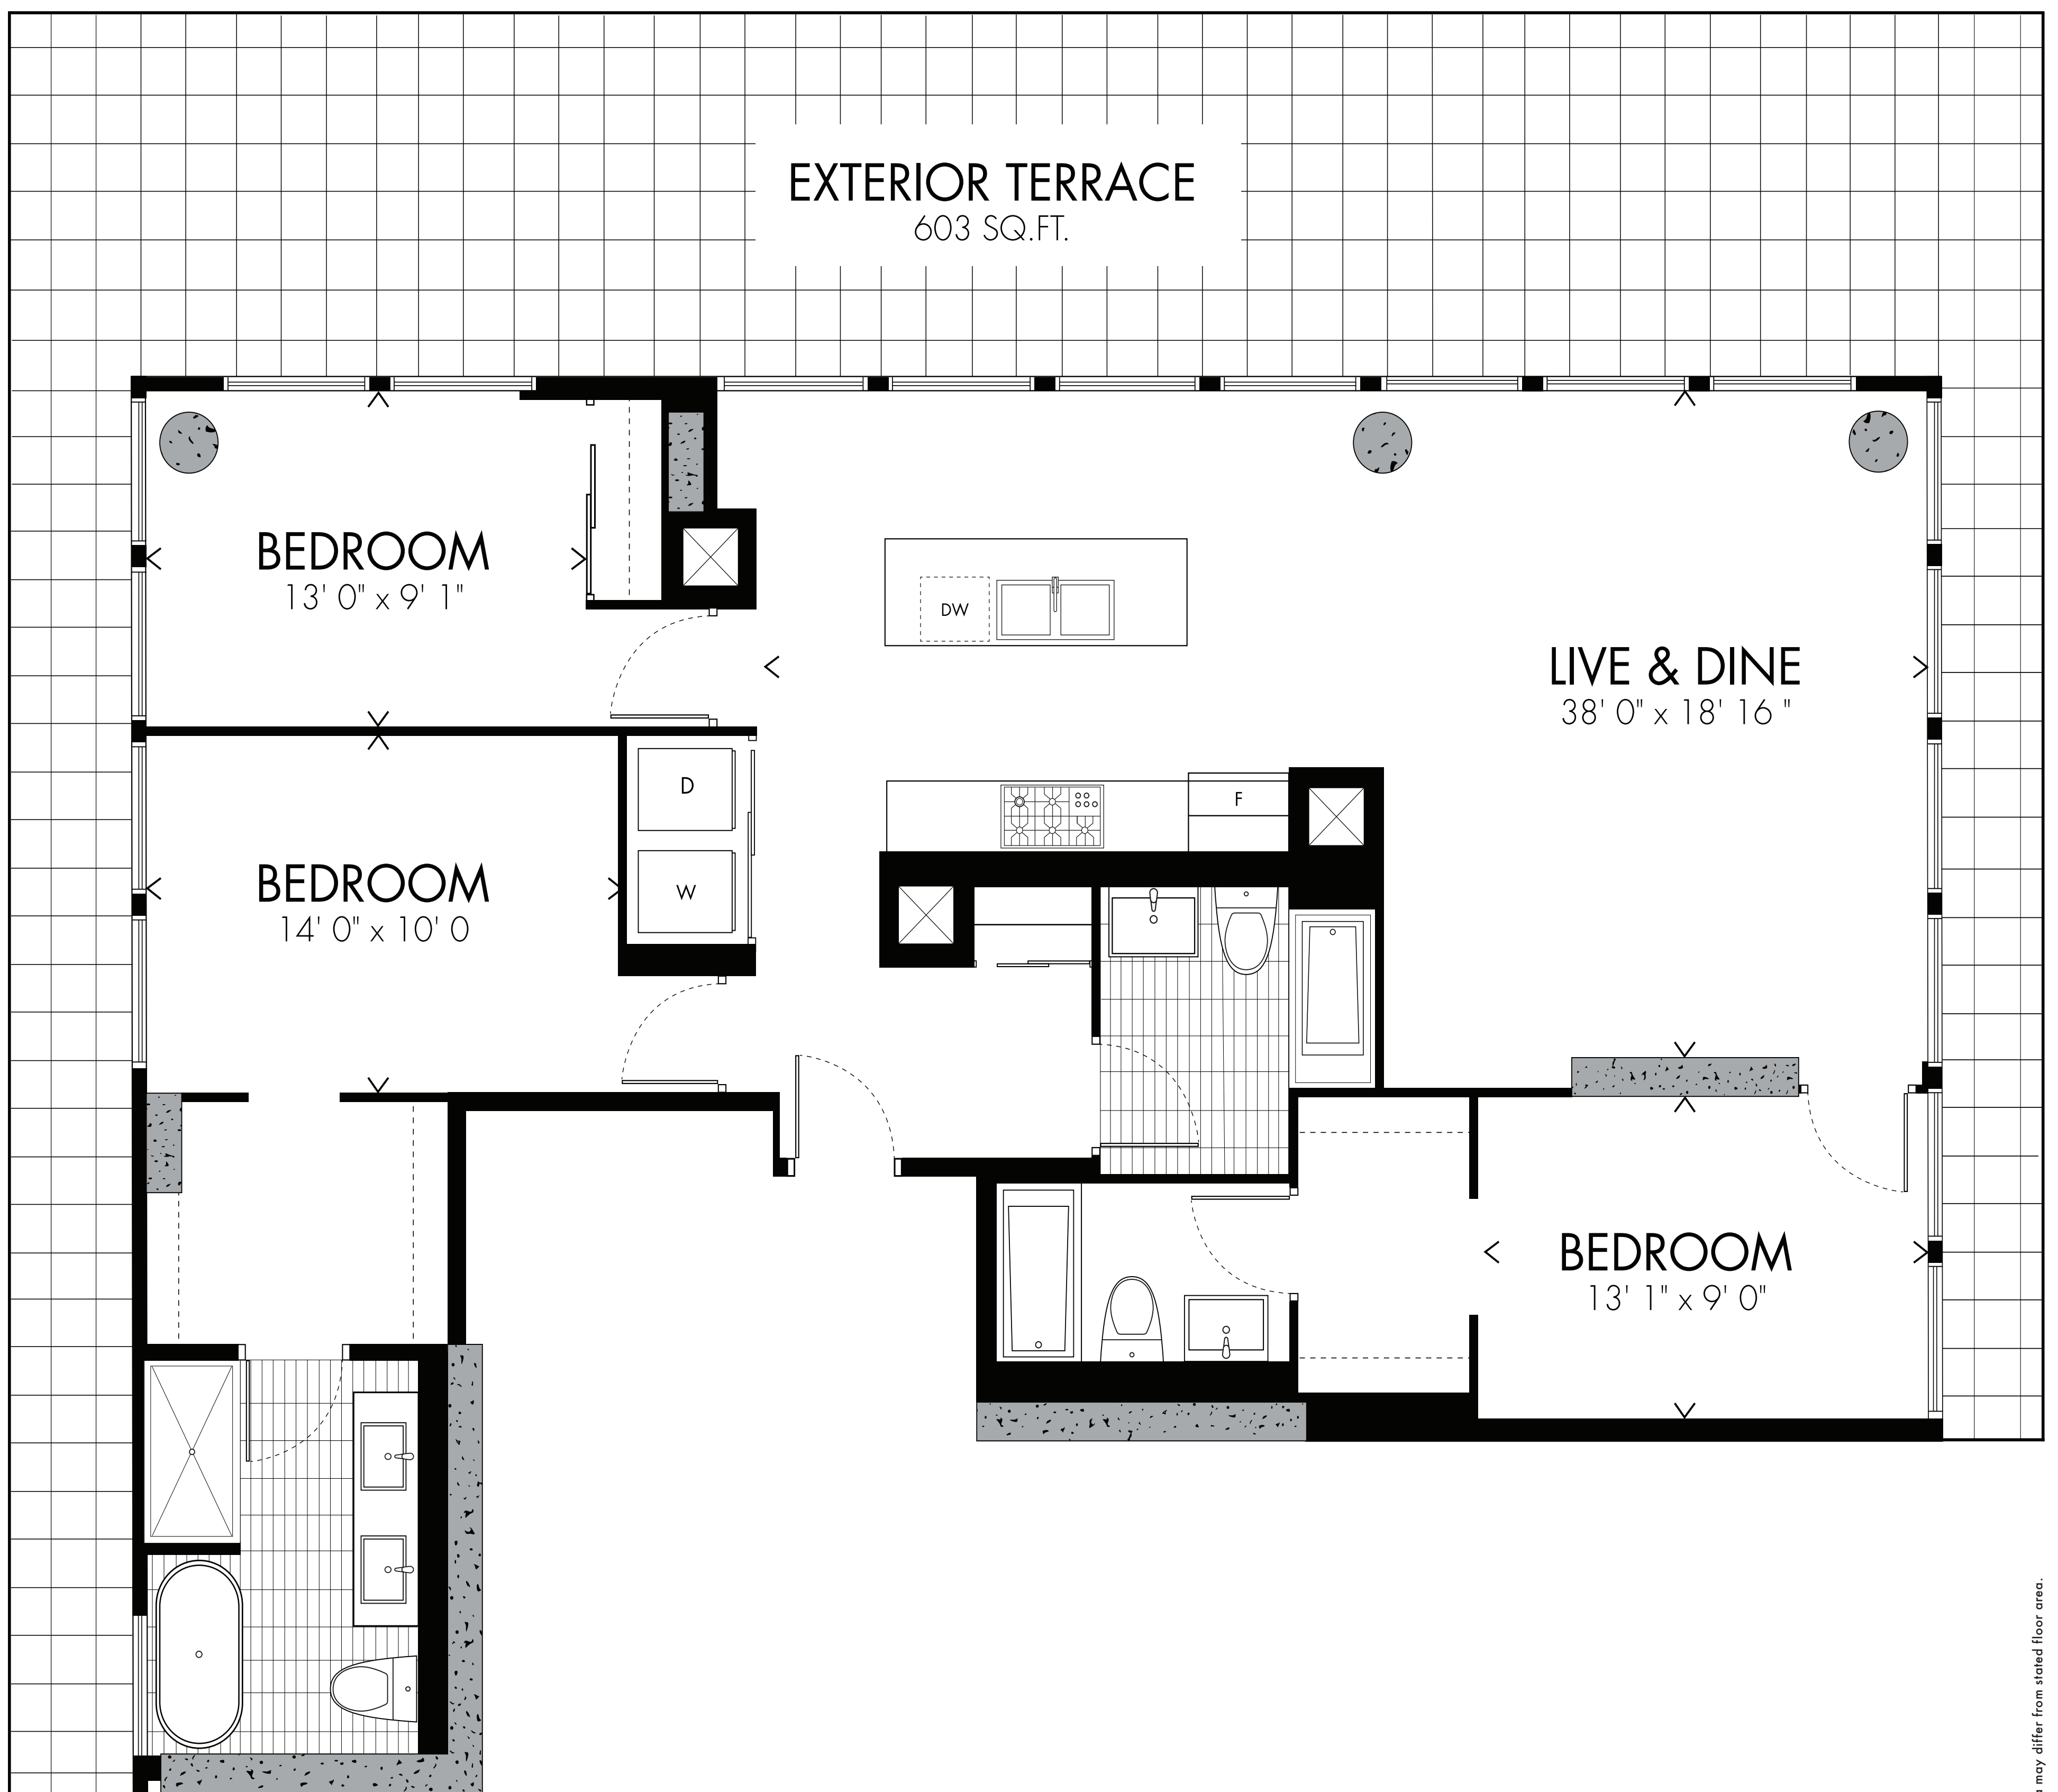 EXTERIOR TERRACE
603 SQ.FT.
BEDROOM
13' 0" x 9' 1"
DW
LIVE & DINE
38' 0" x 18' 16 "
D
F
BEDROOM
14' 0" x 10' 0
W
BEDROOM
13' 1" x 9' 0"
may differ from stated floor area.